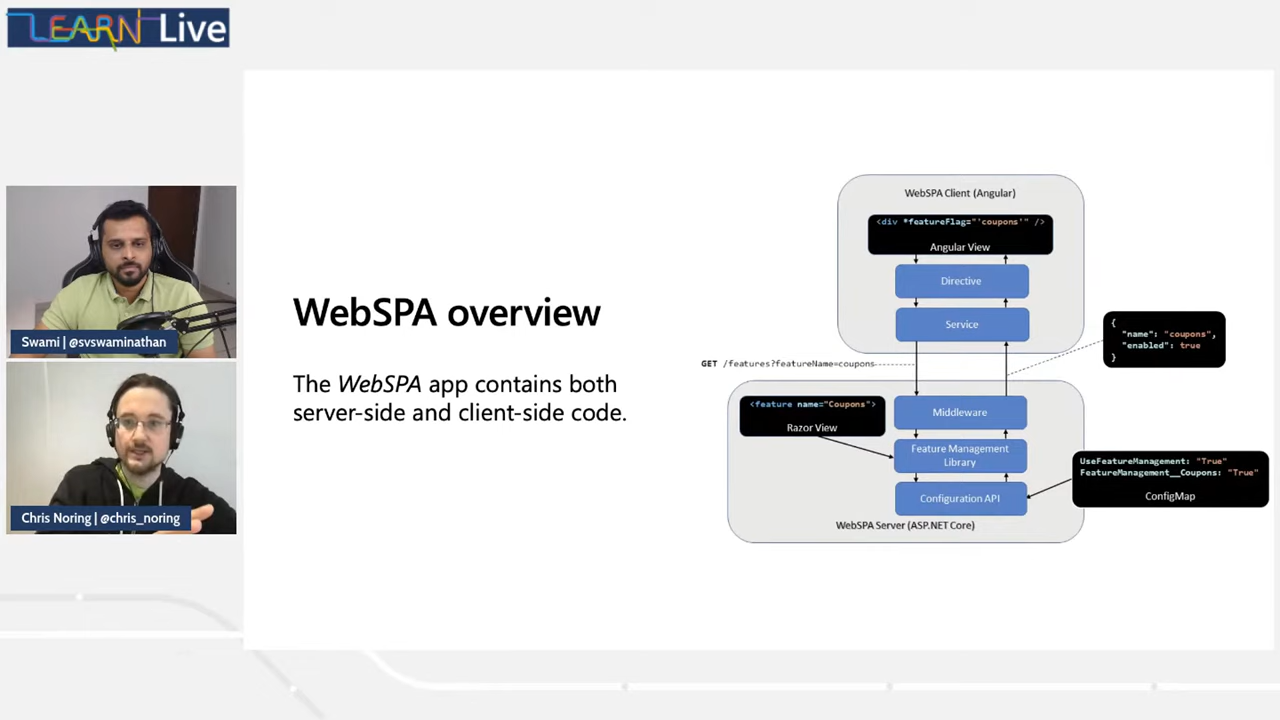 LEARN Live
Swami | @svswaminathan
Chris Noring | @chris_noring
WebSPA overview
The WebSPA app contains both
server-side and client-side code.
WebSPA Client (Angular)
<div *featureFlag="'coupons'" />
Angular View
Directive
Service
GET /features?featureName=coupons
{
"name": "coupons",
"enabled": true
}
<feature name="Coupons">
Razor View
Middleware
Feature Management
Library
Configuration API
WebSPA Server (ASP.NET Core)
UseFeatureManagement: "True"
FeatureManagement__Coupons: "True"
ConfigMap